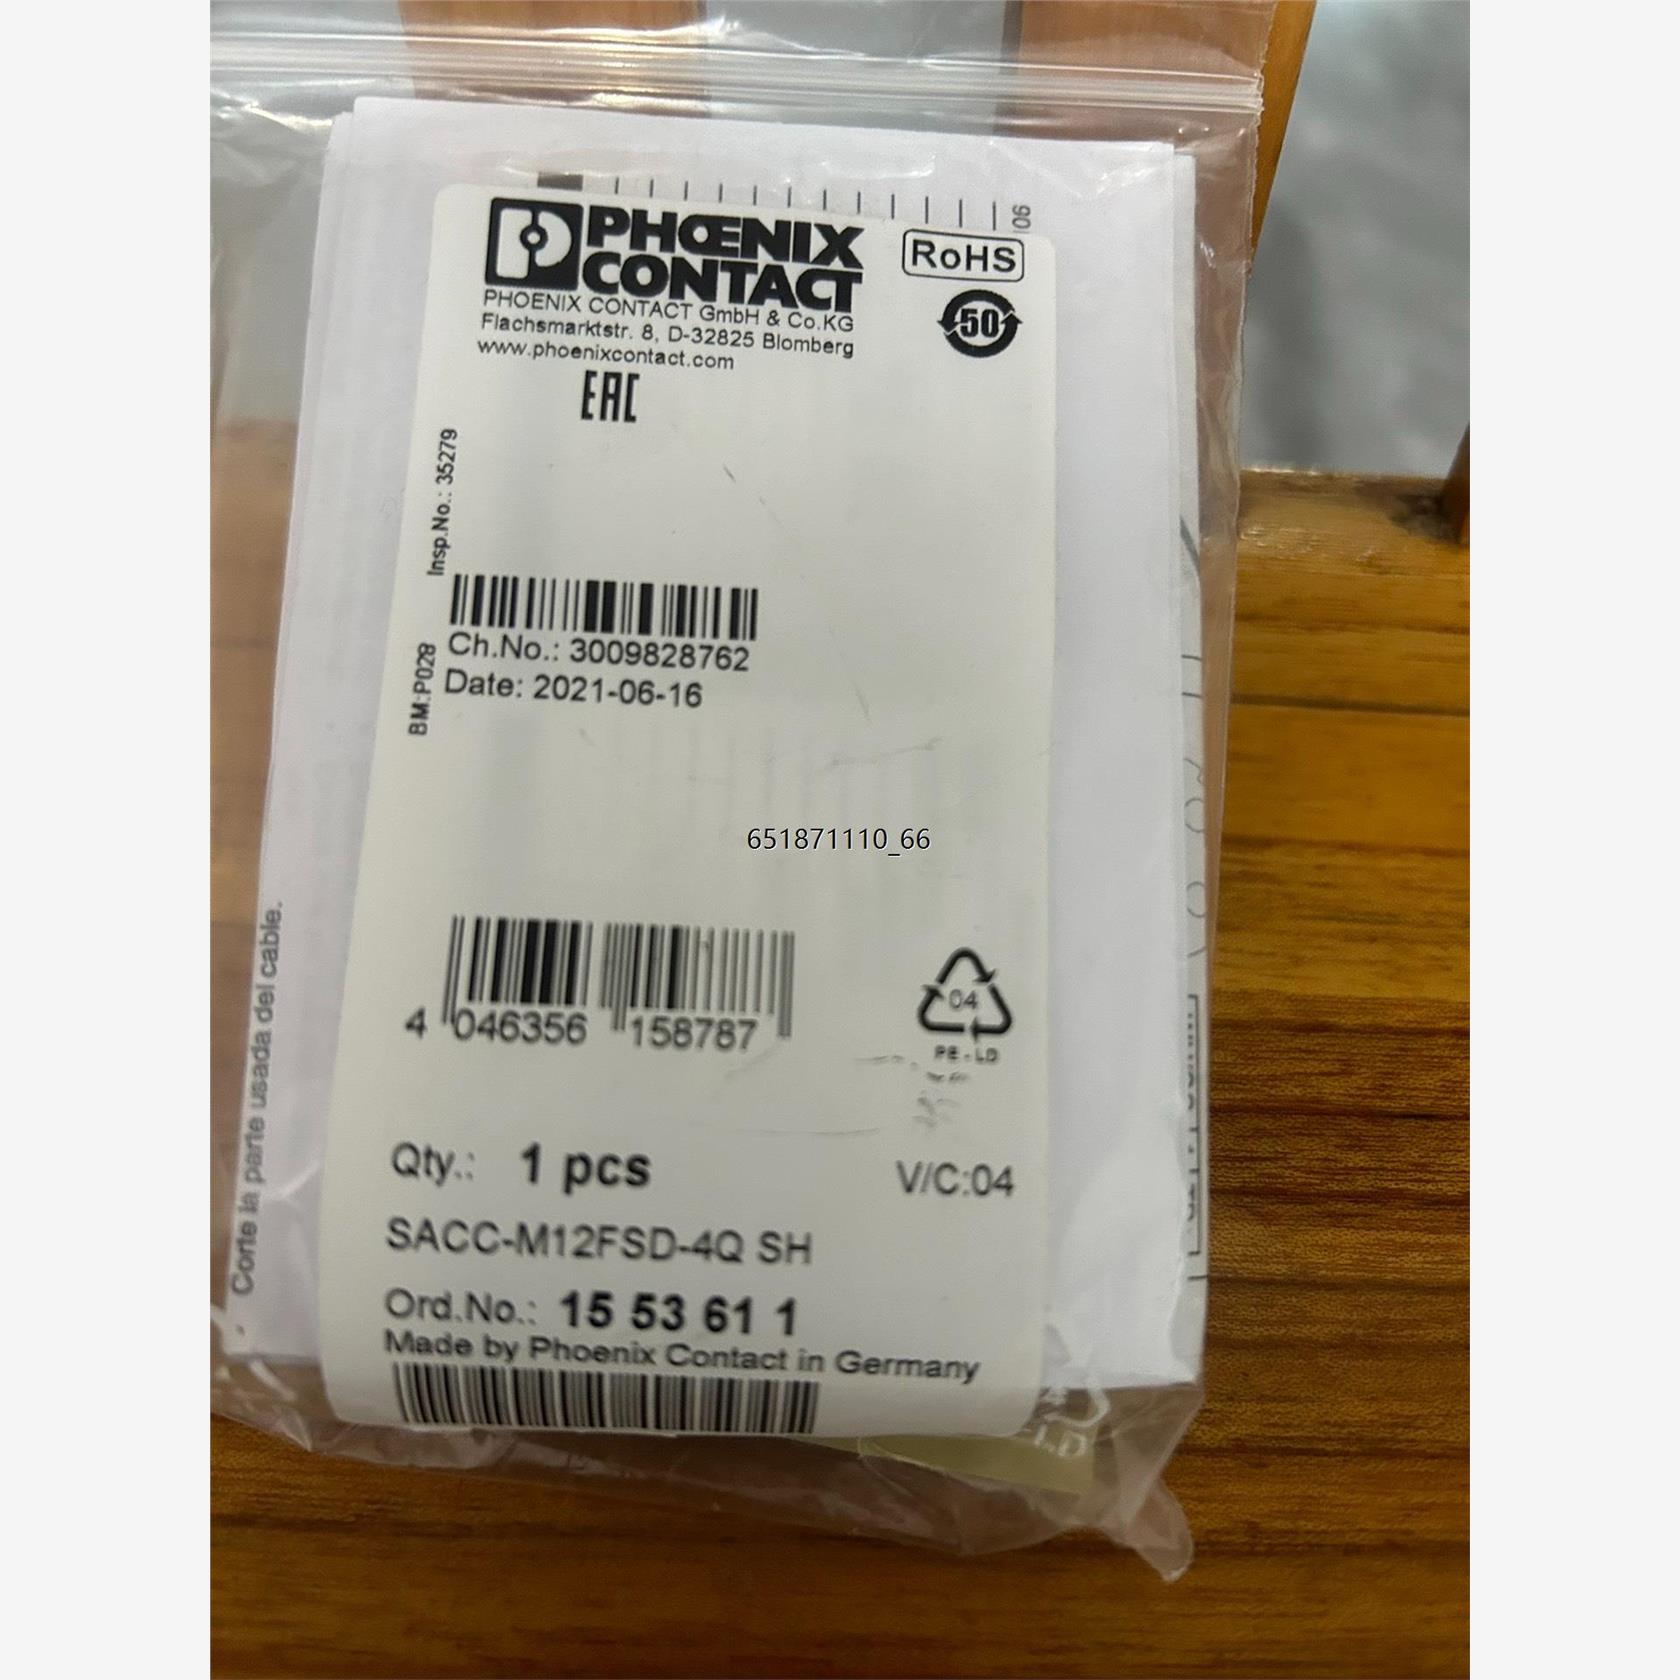 PHŒNIX
CONTACT
RoHS
PHOENIX CONTACT GmbH & Co.KG
Flachsmarktstr. 8, D-32825 Blomberg
www.phoenixcontact.com
50
EAC
Insp.No.: 35279
BM:P028
Ch.No.: 3009828762
Date: 2021-06-16
651871110_66
4 046356 158787
04
PE-LD
Qty.: 1 pcs
V/C:04
SACC-M12FSD-4Q SH
Ord.No.: 15 53 61 1
Made by Phoenix Contact in Germany
Corte la parte usada del cable.